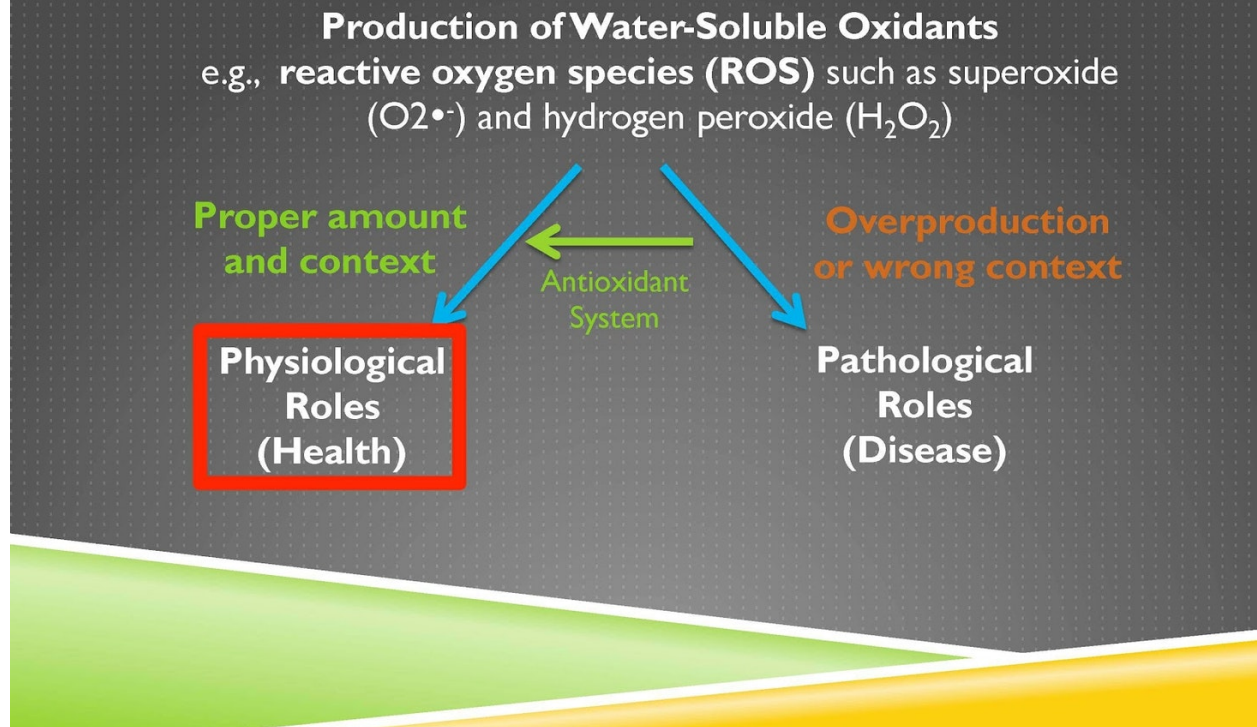 Production of Water-Soluble Oxidants
e.g., reactive oxygen species (ROS) such as superoxide
(O2•-) and hydrogen peroxide (H₂O₂)
Proper amount
and context
Antioxidant
System
Overproduction
or wrong context
Physiological
Roles
(Health)
Pathological
Roles
(Disease)